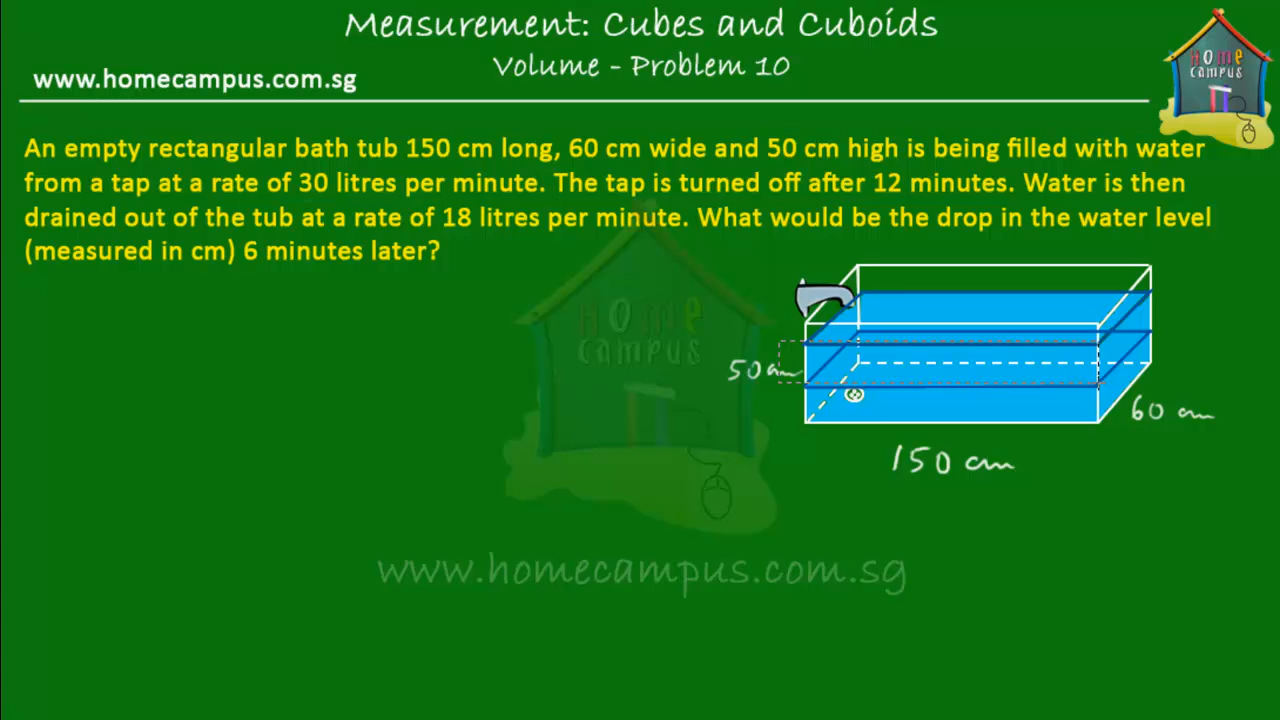 Measurement: Cubes and Cuboids
Volume - Problem 10
www.homecampus.com.sg
HOme
campus
An empty rectangular bath tub 150 cm long, 60 cm wide and 50 cm high is being filled with water
from a tap at a rate of 30 litres per minute. The tap is turned off after 12 minutes. Water is then
drained out of the tub at a rate of 18 litres per minute. What would be the drop in the water level
(measured in cm) 6 minutes later?
HOme
campus
50 cm
60 cm
150 cm
www.homecampus.com.sg